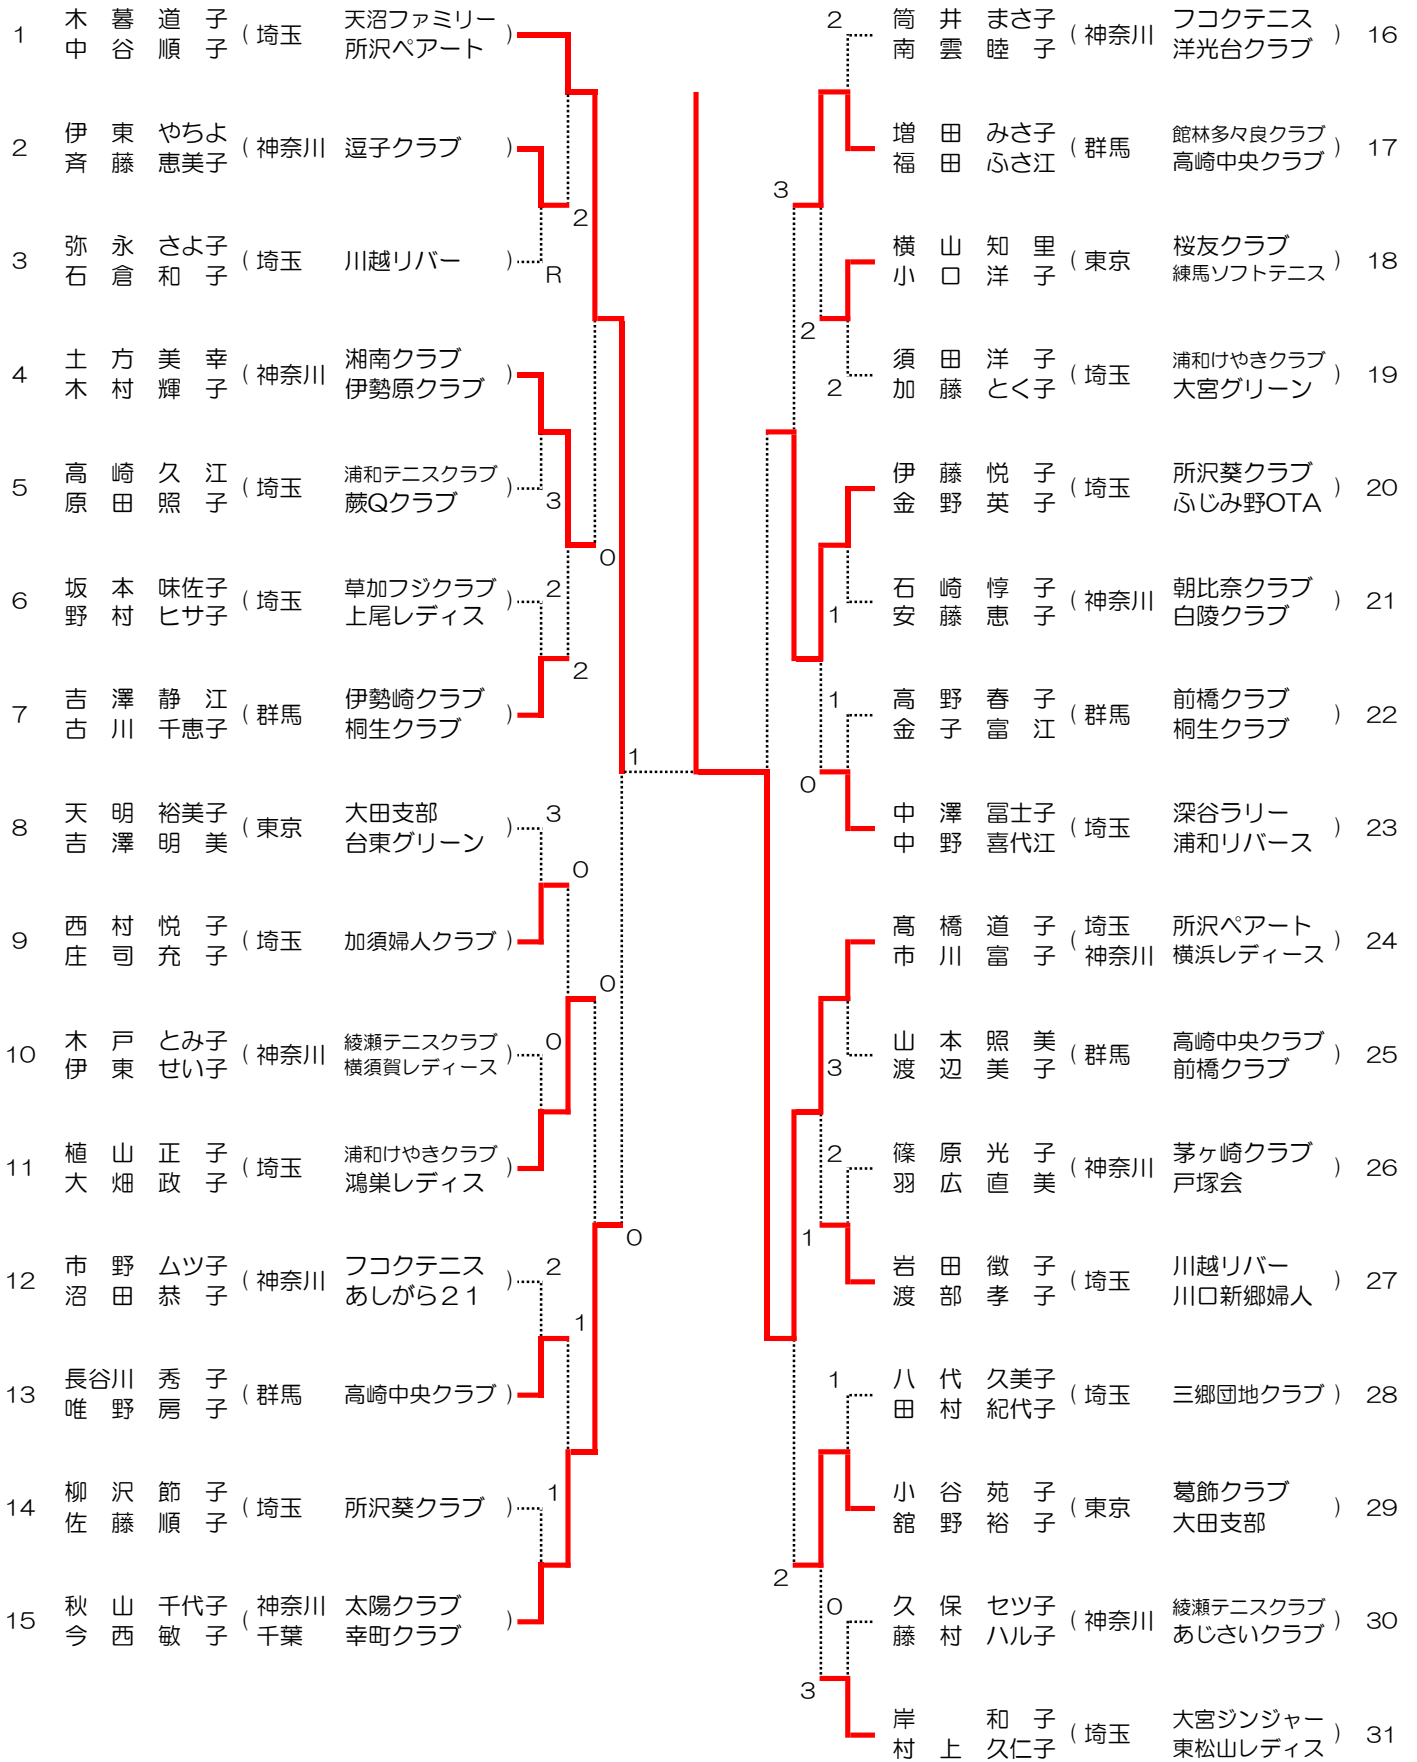 1 木 暮 道 子 ( 埼玉 天沼ファミリー )
中 谷 順 子 所沢ペアート
2 伊 東 やちよ ( 神奈川 逗子クラブ )
斉 藤 恵美子
2
3 弥 永 さよ子 ( 埼玉 川越リバー )
石 倉 和 子
R
4 土 方 美 幸 ( 神奈川 湘南クラブ )
木 村 輝 子 伊勢原クラブ
5 高 崎 久 江 ( 埼玉 浦和テニスクラブ )
原 田 照 子 蕨Qクラブ
3
0
6 坂 本 味佐子 ( 埼玉 草加フジクラブ ) 2
野 村 ヒサ子 上尾レディス
2
7 吉 澤 静 江 ( 群馬 伊勢崎クラブ )
古 川 千恵子 桐生クラブ
1
8 天 明 裕美子 ( 東京 大田支部 ) 3
吉 澤 明 美 台東グリーン
0
9 西 村 悦 子 ( 埼玉 加須婦人クラブ )
庄 司 充 子
0
10 木 戸 とみ子 ( 神奈川 綾瀬テニスクラブ ) 0
伊 東 せい子 横須賀レディース
11 植 山 正 子 ( 埼玉 浦和けやきクラブ )
大 畑 政 子 鴻巣レディス
0
12 市 野 ムツ子 ( 神奈川 フコクテニス ) 2
沼 田 恭 子 あしがら21
1
13 長谷川 秀 子 ( 群馬 高崎中央クラブ )
唯 野 房 子
14 柳 沢 節 子 ( 埼玉 所沢葵クラブ ) 1
佐 藤 順 子
15 秋 山 千代子 ( 神奈川 太陽クラブ )
今 西 敏 子 千葉 幸町クラブ
2 筒 井 まさ子 ( 神奈川 フコクテニス ) 16
南 雲 睦 子 洋光台クラブ
増 田 みさ子 ( 群馬 館林多々良クラブ ) 17
福 田 ふさ江 高崎中央クラブ
3
横 山 知 里 ( 東京 桜友クラブ ) 18
小 口 洋 子 練馬ソフトテニス
2
須 田 洋 子 ( 埼玉 浦和けやきクラブ ) 19
2 加 藤 とく子 大宮グリーン
伊 藤 悦 子 ( 埼玉 所沢葵クラブ ) 20
金 野 英 子 ふじみ野OTA
石 崎 惇 子 ( 神奈川 朝比奈クラブ ) 21
1 安 藤 恵 子 白陵クラブ
1 高 野 春 子 ( 群馬 前橋クラブ ) 22
金 子 富 江 桐生クラブ
0
中 澤 冨士子 ( 埼玉 深谷ラリー ) 23
中 野 喜代江 浦和リバース
髙 橋 道 子 ( 埼玉 所沢ペアート ) 24
市 川 富 子 神奈川 横浜レディース
山 本 照 美 ( 群馬 高崎中央クラブ ) 25
3 渡 辺 美 子 前橋クラブ
2 篠 原 光 子 ( 神奈川 茅ヶ崎クラブ ) 26
羽 広 直 美 戸塚会
1
岩 田 徴 子 ( 埼玉 川越リバー ) 27
渡 部 孝 子 川口新郷婦人
1 八 代 久美子 ( 埼玉 三郷団地クラブ ) 28
田 村 紀代子
小 谷 苑 子 ( 東京 葛飾クラブ ) 29
舘 野 裕 子 大田支部
2
0 久 保 セツ子 ( 神奈川 綾瀬テニスクラブ ) 30
藤 村 ハル子 あじさいクラブ
3
岸 和 子 ( 埼玉 大宮ジンジャー ) 31
村 上 久仁子 東松山レディス